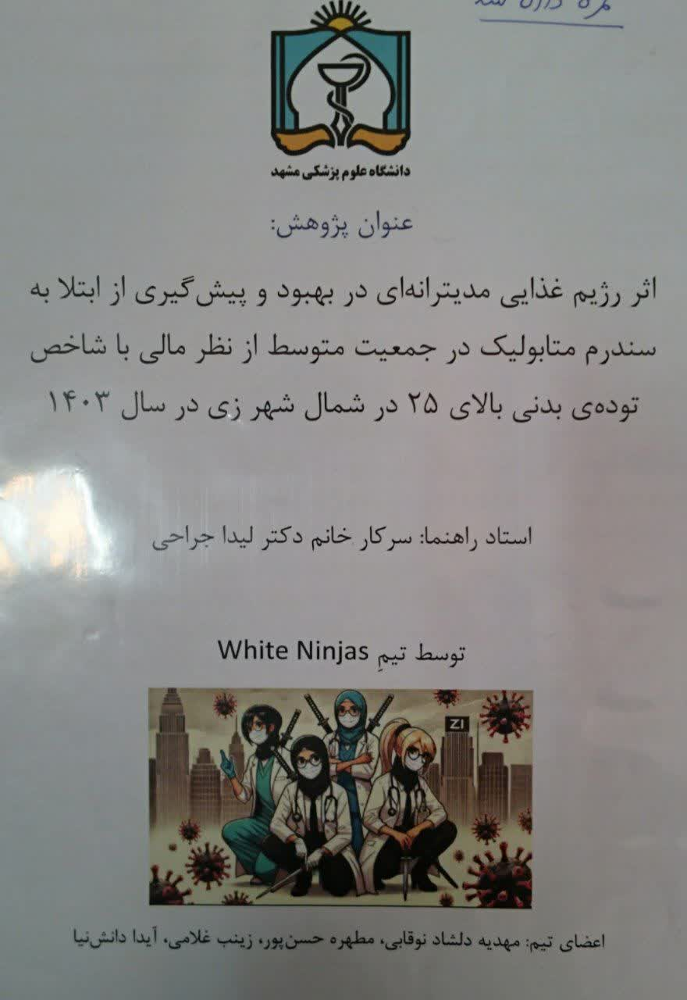 دانشگاه علوم پزشکی مشهد
عنوان پژوهش:
اثر رژیم غذایی مدیترانه‌ای در بهبود و پیش‌گیری از ابتلا به
سندرم متابولیک در جمعیت متوسط از نظر مالی با شاخص
توده‌ی بدنی بالای ۲۵ در شمال شهر زی در سال ۱۴۰۳
استاد راهنما: سرکار خانم دکتر لیدا جراحی
توسط تیمِ White Ninjas
ZI
اعضای تیم: مهدیه دلشاد نوقابی، مطهره حسن‌پور، زینب غلامی، آیدا دانش‌نیا